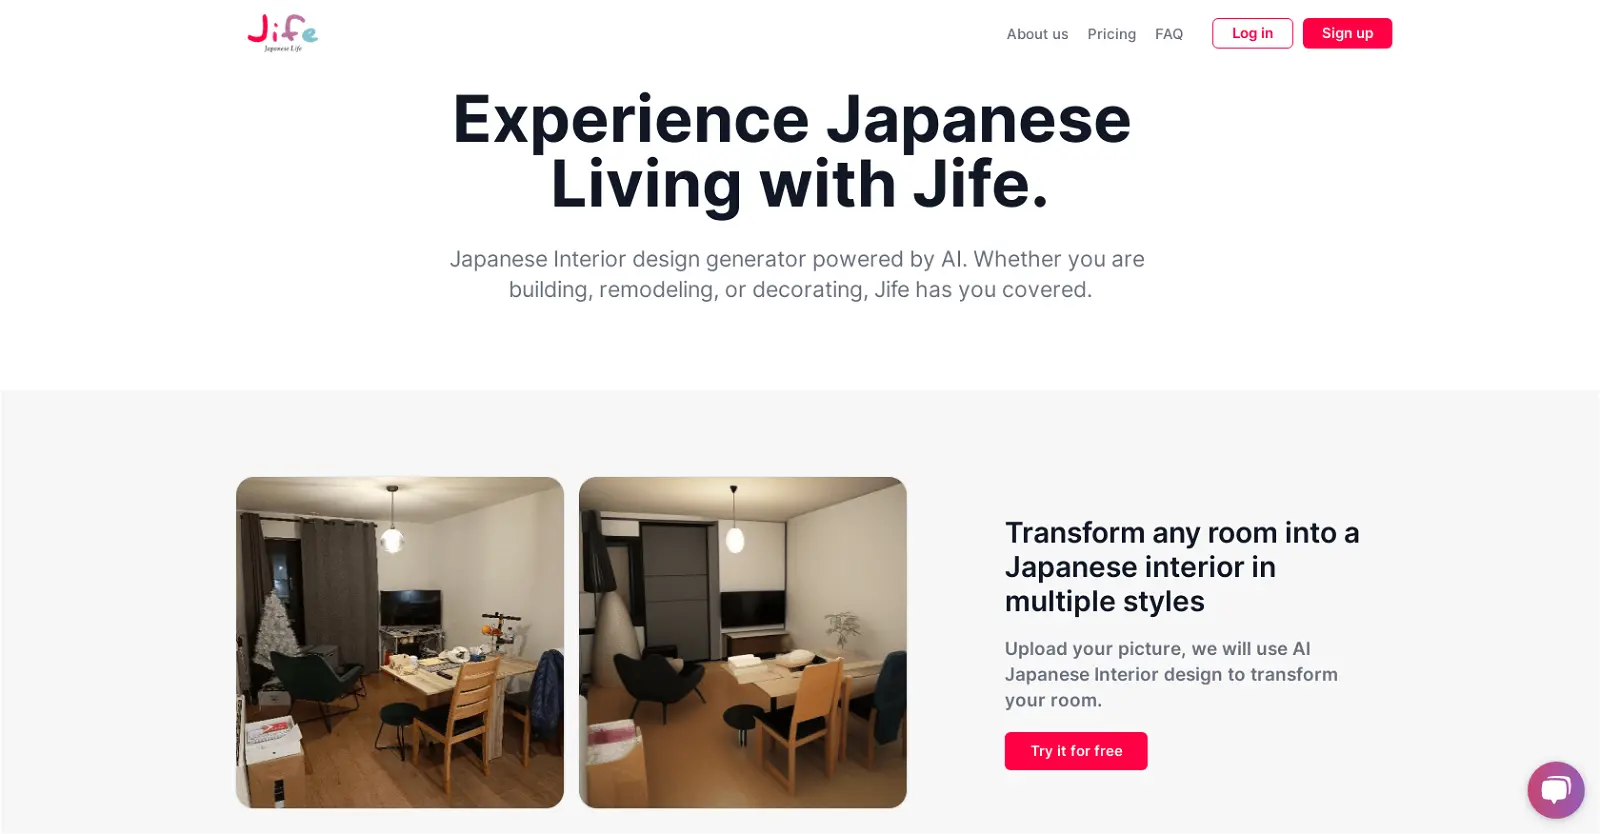 Jife
Japanese Life
About us
Pricing
FAQ
Log in
Sign up
Experience Japanese
Living with Jife.
Japanese Interior design generator powered by AI. Whether you are
building, remodeling, or decorating, Jife has you covered.
Transform any room into a
Japanese interior in
multiple styles
Upload your picture, we will use AI
Japanese Interior design to transform
your room.
Try it for free